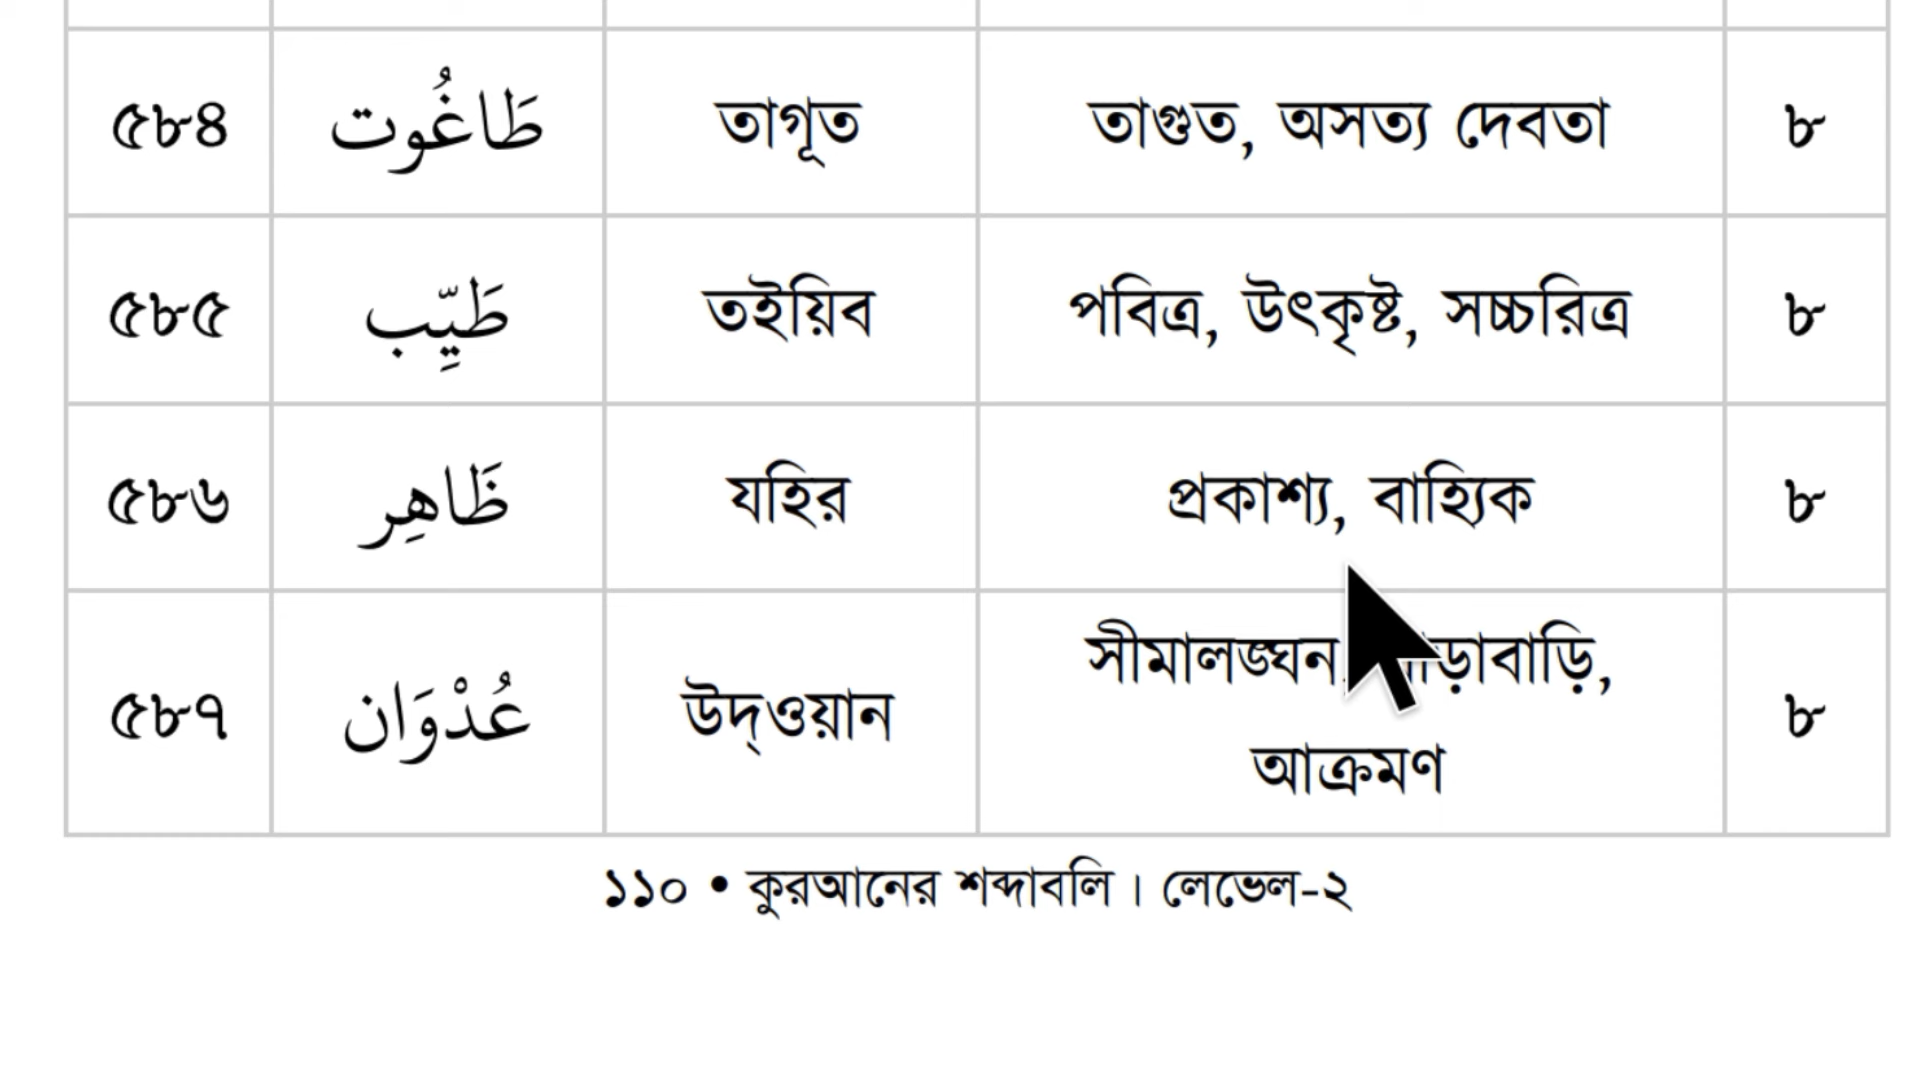 ৫৮৪ طَاغُوت তাগূত তাগুত, অসত্য দেবতা ৮
৫৮৫ طَيِّب তইয়িব পবিত্র, উৎকৃষ্ট, সচ্চরিত্র ৮
৫৮৬ ظَاهِر যহির প্রকাশ্য, বাহ্যিক ৮
৫৮৭ عُدْوَان উদ্‌ওয়ান সীমালঙ্ঘন, ৮
আক্রমণ
১১০ • কুরআনের শব্দাবলি । লেভেল-২